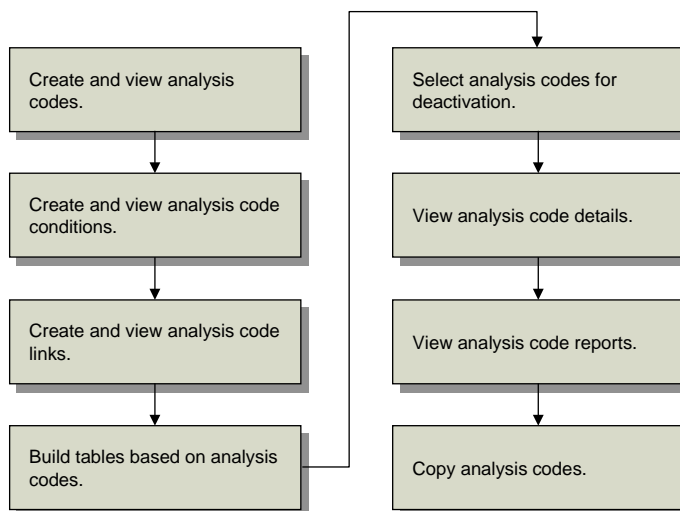 Create and view analysis
codes.
Create and view analysis code
conditions.
Create and view analysis code
links.
Build tables based on analysis
codes.
Select analysis codes for
deactivation.
View analysis code details.
View analysis code reports.
Copy analysis codes.